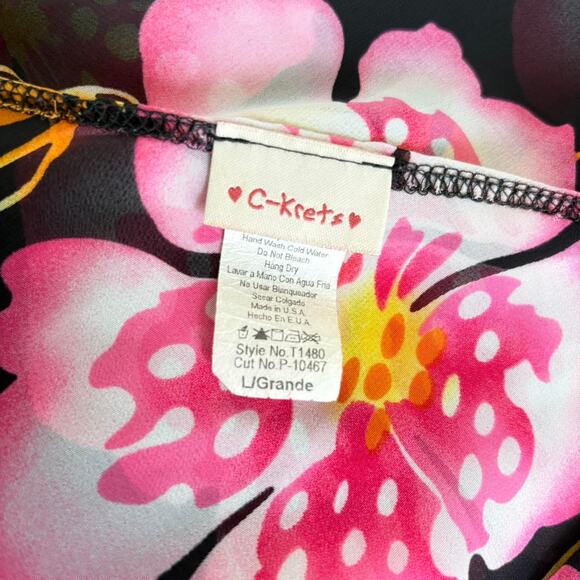 ♥ C-Krets ♥
Hand Wash Cold Water
Do Not Bleach
Hang Dry
Lavar a Mano Con Agua Fria
No Usar Blanqueador
Secar Colgado
Made in U.S.A.
Hecho En E.U.A.
Style No.T1480
Cut No.P-10467
L/Grande